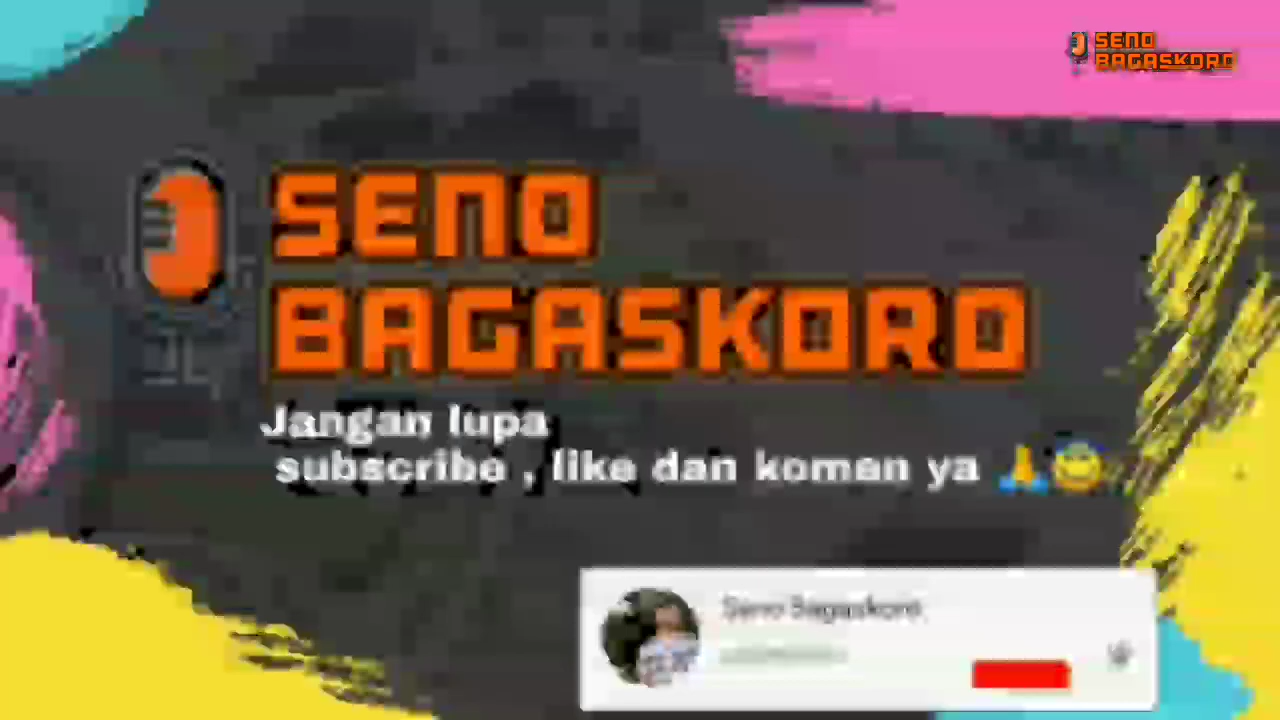 SENO
BAGASKORO
SENO
BAGASKORO
Jangan lupa
subscribe , like dan komen ya 🙏😊
Seno Bagaskoro